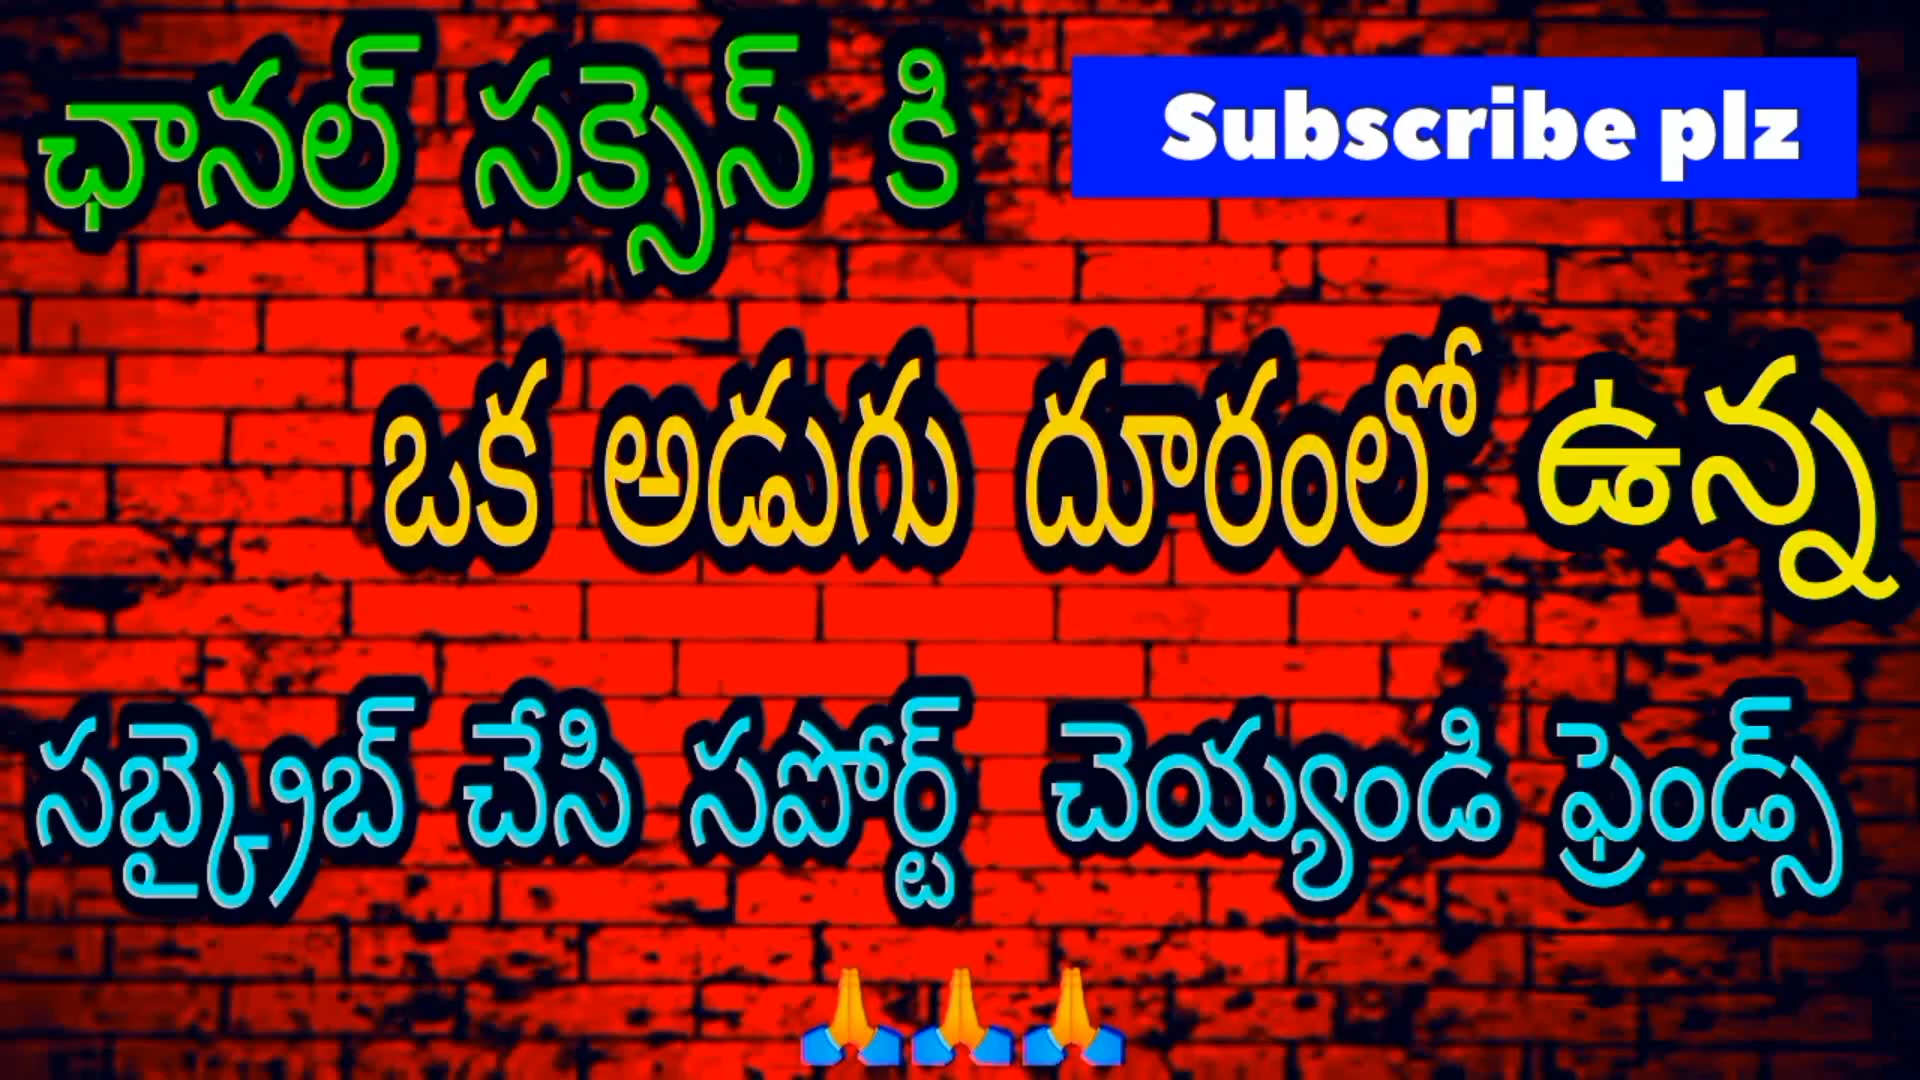 ఛానల్ సక్సెస్ కి
Subscribe plz
ఒక అడుగు దూరంలో ఉన్న
సబ్స్క్రైబ్ చేసి సపోర్ట్ చెయ్యండి ఫ్రెండ్స్
🙏🙏🙏